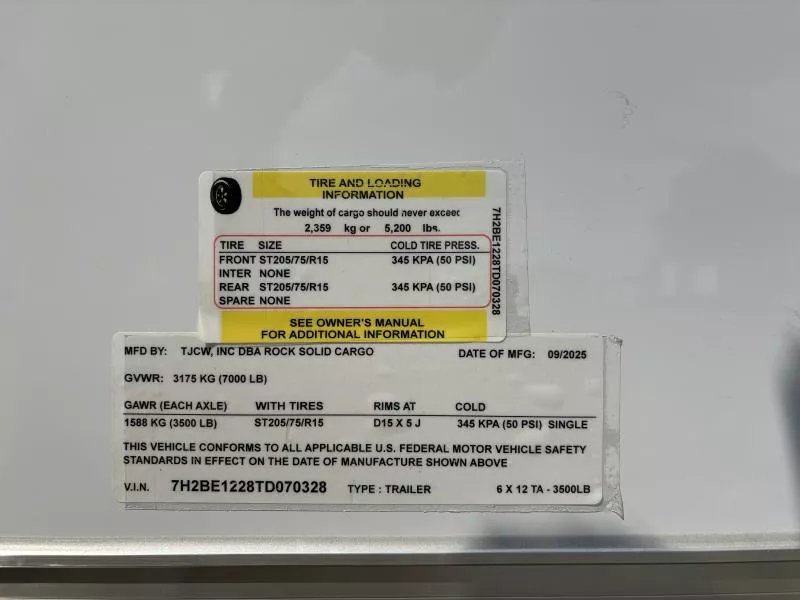 TIRE AND LOADING
INFORMATION
The weight of cargo should never exceed
2,359 kg or 5,200 lbs.
TIRE SIZE COLD TIRE PRESS.
FRONT ST205/75/R15 345 KPA (50 PSI)
INTER NONE
REAR ST205/75/R15 345 KPA (50 PSI)
SPARE NONE
SEE OWNER'S MANUAL
FOR ADDITIONAL INFORMATION
7H2BE1228TD070328
MFD BY: TJCW, INC DBA ROCK SOLID CARGO DATE OF MFG: 09/2025
GVWR: 3175 KG (7000 LB)
GAWR (EACH AXLE) WITH TIRES RIMS AT COLD
1588 KG (3500 LB) ST205/75/R15 D15 X 5 J 345 KPA (50 PSI) SINGLE
THIS VEHICLE CONFORMS TO ALL APPLICABLE U.S. FEDERAL MOTOR VEHICLE SAFETY
STANDARDS IN EFFECT ON THE DATE OF MANUFACTURE SHOWN ABOVE
V.I.N. 7H2BE1228TD070328 TYPE : TRAILER 6 X 12 TA - 3500LB